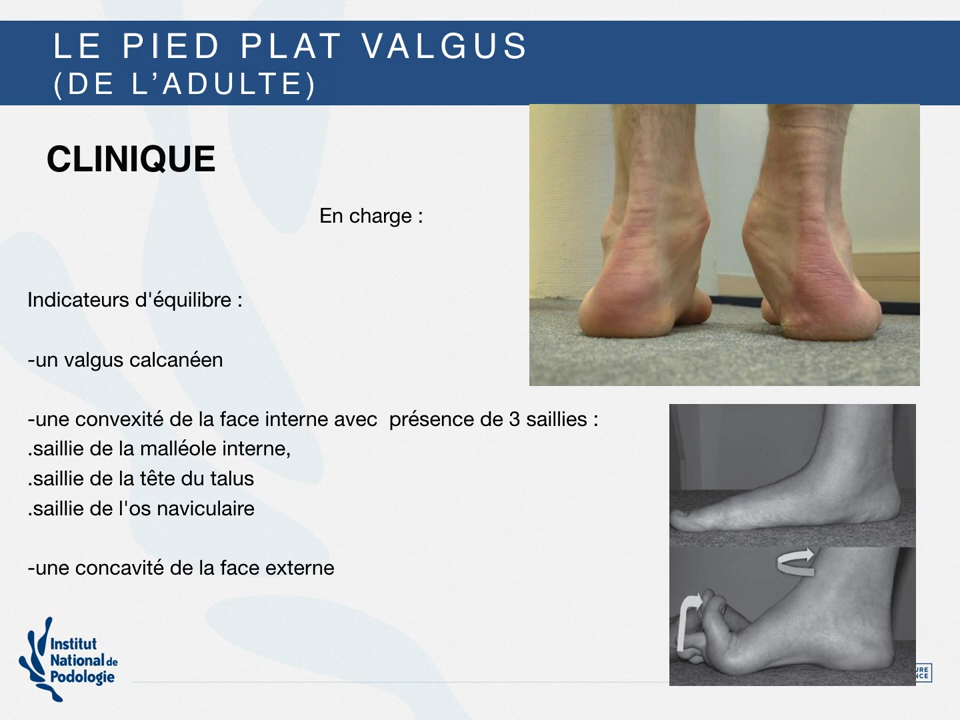 LE PIED PLAT VALGUS
(DE L’ADULTE)
CLINIQUE
En charge :
Indicateurs d'équilibre :
-un valgus calcanéen
-une convexité de la face interne avec  présence de 3 saillies :
.saillie de la malléole interne,
.saillie de la tête du talus
.saillie de l'os naviculaire
-une concavité de la face externe
Institut
National de
Podologie